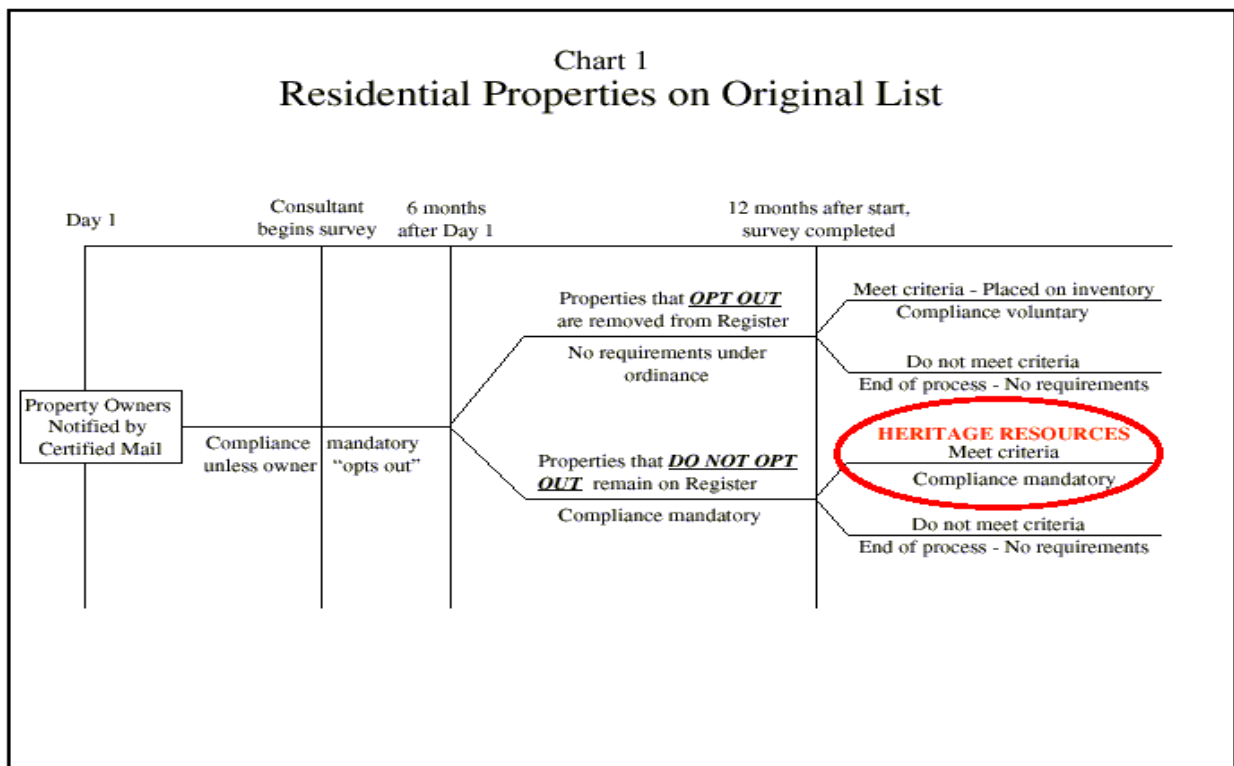 Chart 1
Residential Properties on Original List
Day 1
Consultant
begins survey
6 months
after Day 1
12 months after start,
survey completed
Property Owners
Notified by
Certified Mail
Compliance mandatory
unless owner "opts out"
Properties that OPT OUT
are removed from Register
No requirements under
ordinance
Properties that DO NOT OPT
OUT remain on Register
Compliance mandatory
Meet criteria - Placed on inventory
Compliance voluntary
Do not meet criteria
End of process - No requirements
HERITAGE RESOURCES
Meet criteria
Compliance mandatory
Do not meet criteria
End of process - No requirements